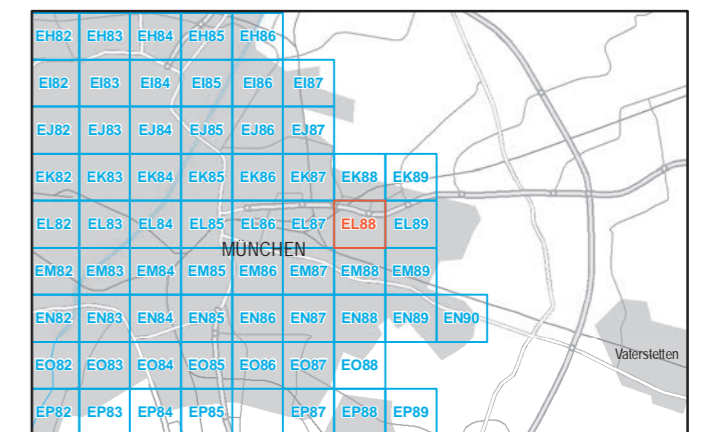 EH82 EH83 EH84 EH85 EH86
EI82 EI83 EI84 EI85 EI86 EI87
EJ82 EJ83 EJ84 EJ85 EJ86 EJ87
EK82 EK83 EK84 EK85 EK86 EK87 EK88 EK89
EL82 EL83 EL84 EL85 EL86 EL87 EL88 EL89
MÜNCHEN
EM82 EM83 EM84 EM85 EM86 EM87 EM88 EM89
EN82 EN83 EN84 EN85 EN86 EN87 EN88 EN89 EN90
Vaterstetten
EO82 EO83 EO84 EO85 EO86 EO87 EO88
EP82 EP83 EP84 EP85 EP87 EP88 EP89